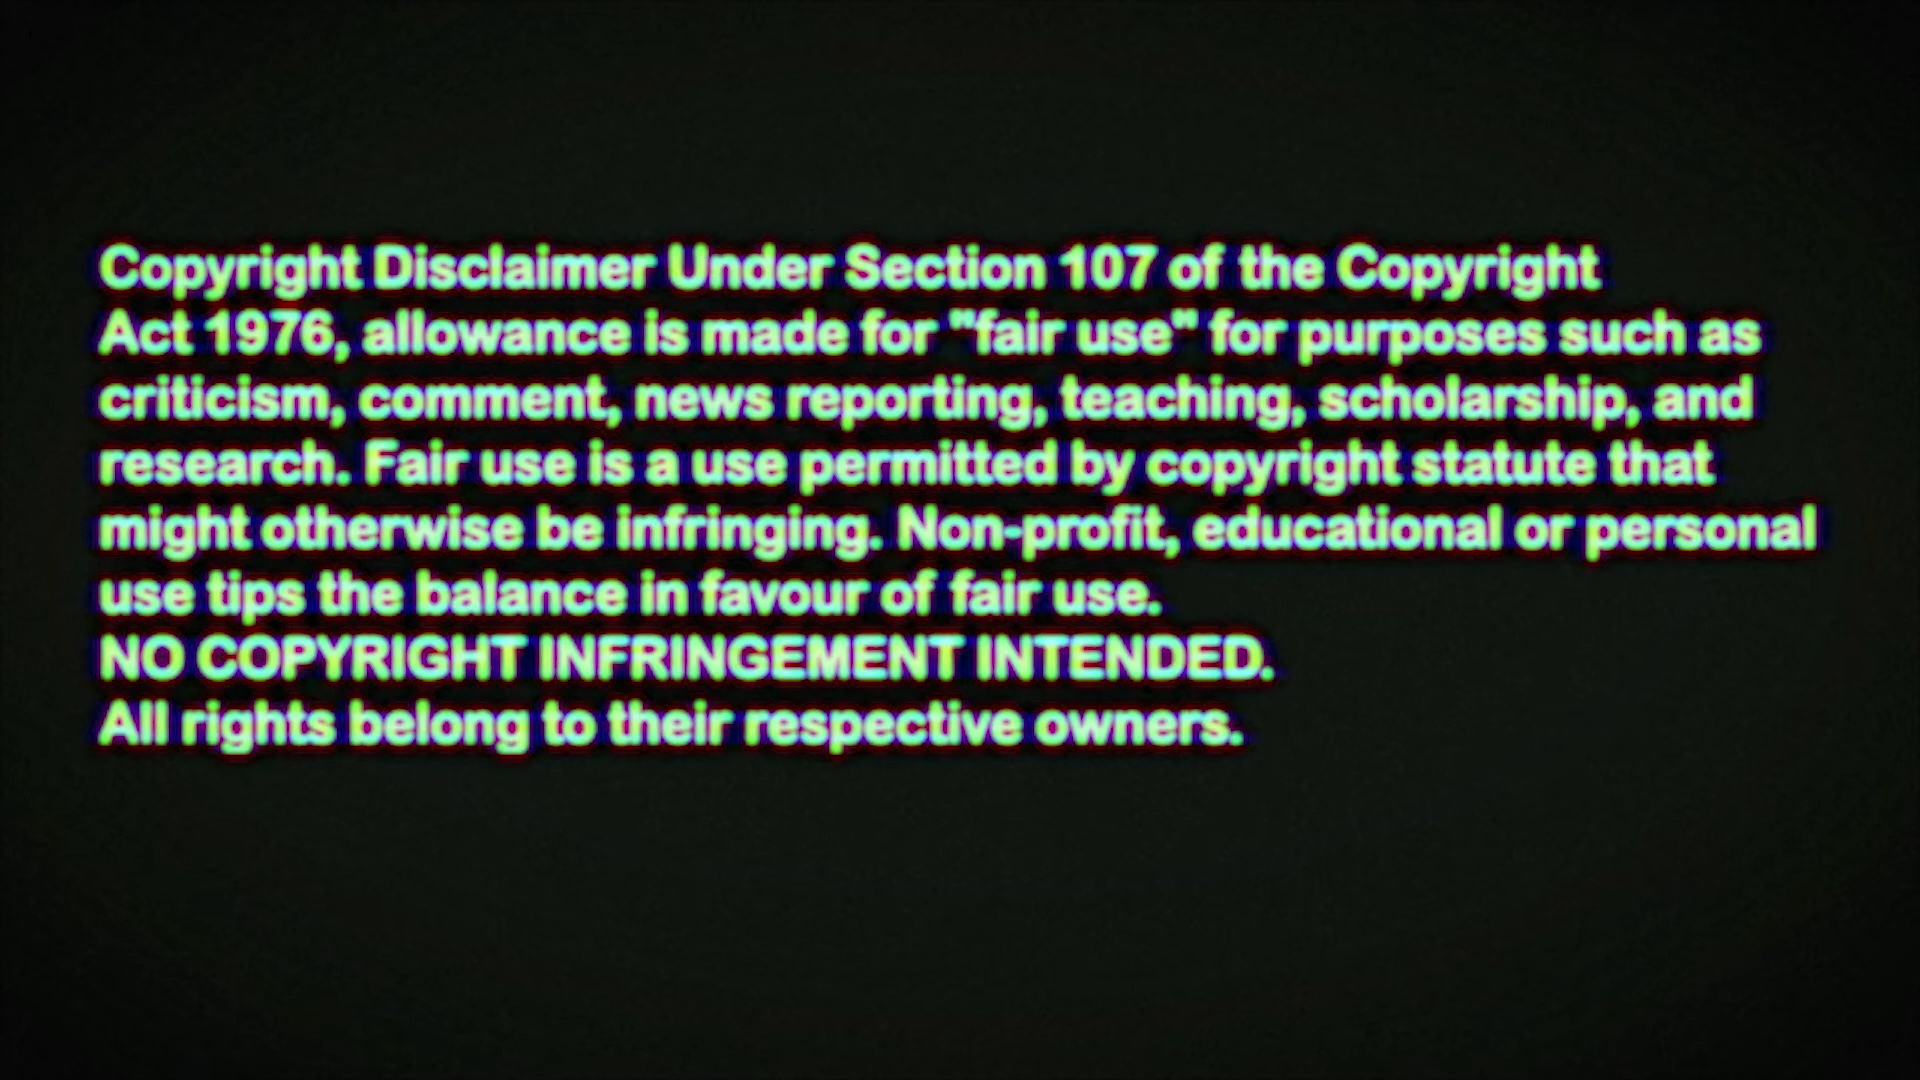 Copyright Disclaimer Under Section 107 of the Copyright
Act 1976, allowance is made for "fair use" for purposes such as
criticism, comment, news reporting, teaching, scholarship, and
research. Fair use is a use permitted by copyright statute that
might otherwise be infringing. Non-profit, educational or personal
use tips the balance in favour of fair use.
NO COPYRIGHT INFRINGEMENT INTENDED.
All rights belong to their respective owners.